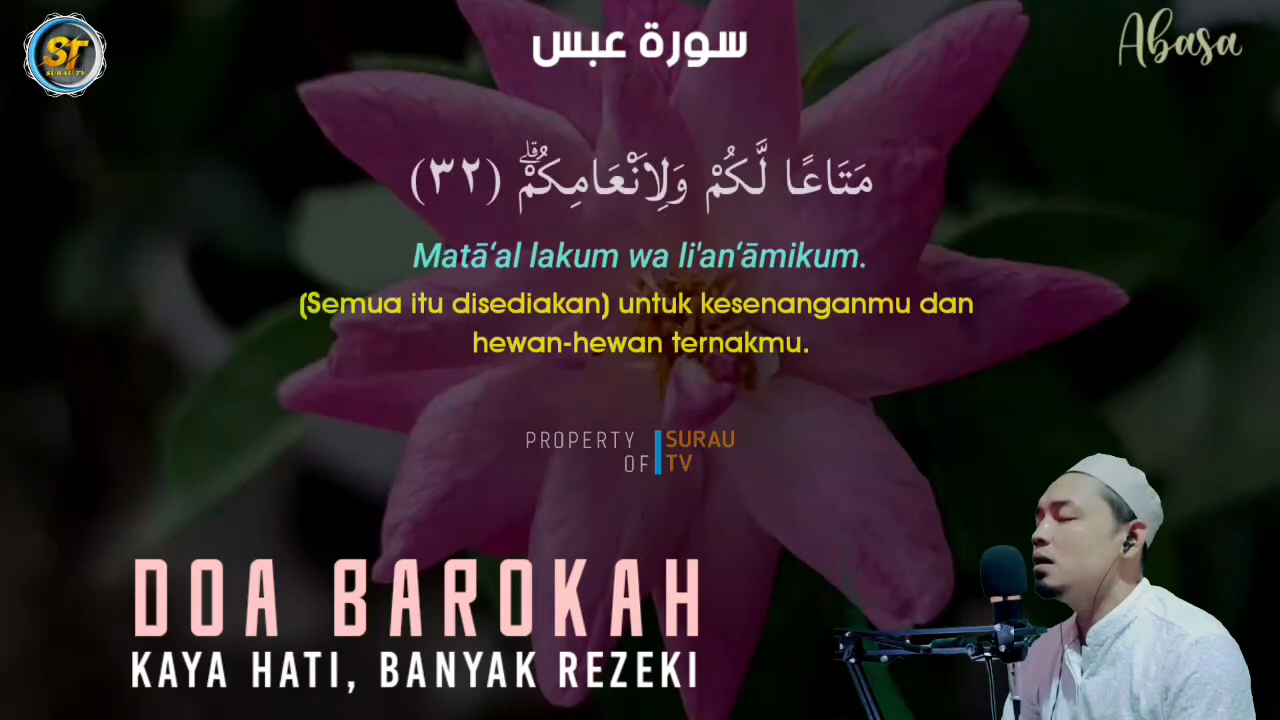 ST
SURAU TV
سورة عبس
Abasa
مَتَاعًا لَّكُمْ وَلِاَنْعَامِكُمْۗ (٣٢)
Matā‘al lakum wa li'an‘āmikum.
(Semua itu disediakan) untuk kesenanganmu dan
hewan-hewan ternakmu.
PROPERTY OF
SURAU TV
DOA BAROKAH
KAYA HATI, BANYAK REZEKI